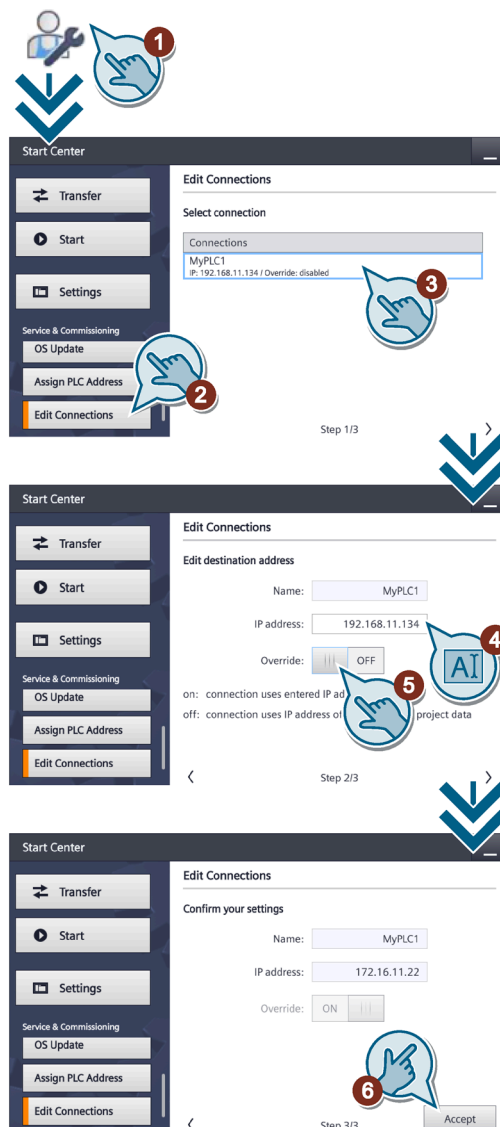 1
Start Center
Transfer
Start
Settings
Service & Commissioning
OS Update
Assign PLC Address
Edit Connections
2
Edit Connections
Select connection
Connections
MyPLC1
IP: 192.168.11.134 / Override: disabled
3
Step 1/3
Start Center
Transfer
Start
Settings
Service & Commissioning
OS Update
Assign PLC Address
Edit Connections
Edit Connections
Edit destination address
Name: MyPLC1
IP address: 192.168.11.134
4
AI
Override: OFF
5
on: connection uses entered IP ad
off: connection uses IP address of project data
Step 2/3
Start Center
Transfer
Start
Settings
Service & Commissioning
OS Update
Assign PLC Address
Edit Connections
Edit Connections
Confirm your settings
Name: MyPLC1
IP address: 172.16.11.22
Override: ON
6
Accept
Step 3/3